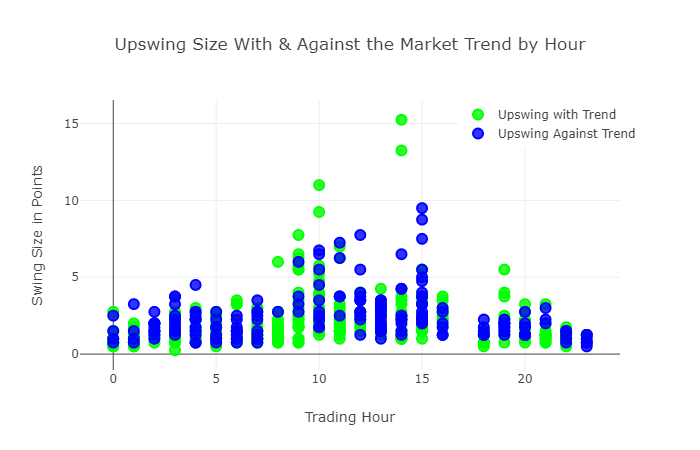 Upswing Size With & Against the Market Trend by Hour
Upswing with Trend
Upswing Against Trend
Swing Size in Points
15
10
5
0
0
5
10
15
20
Trading Hour